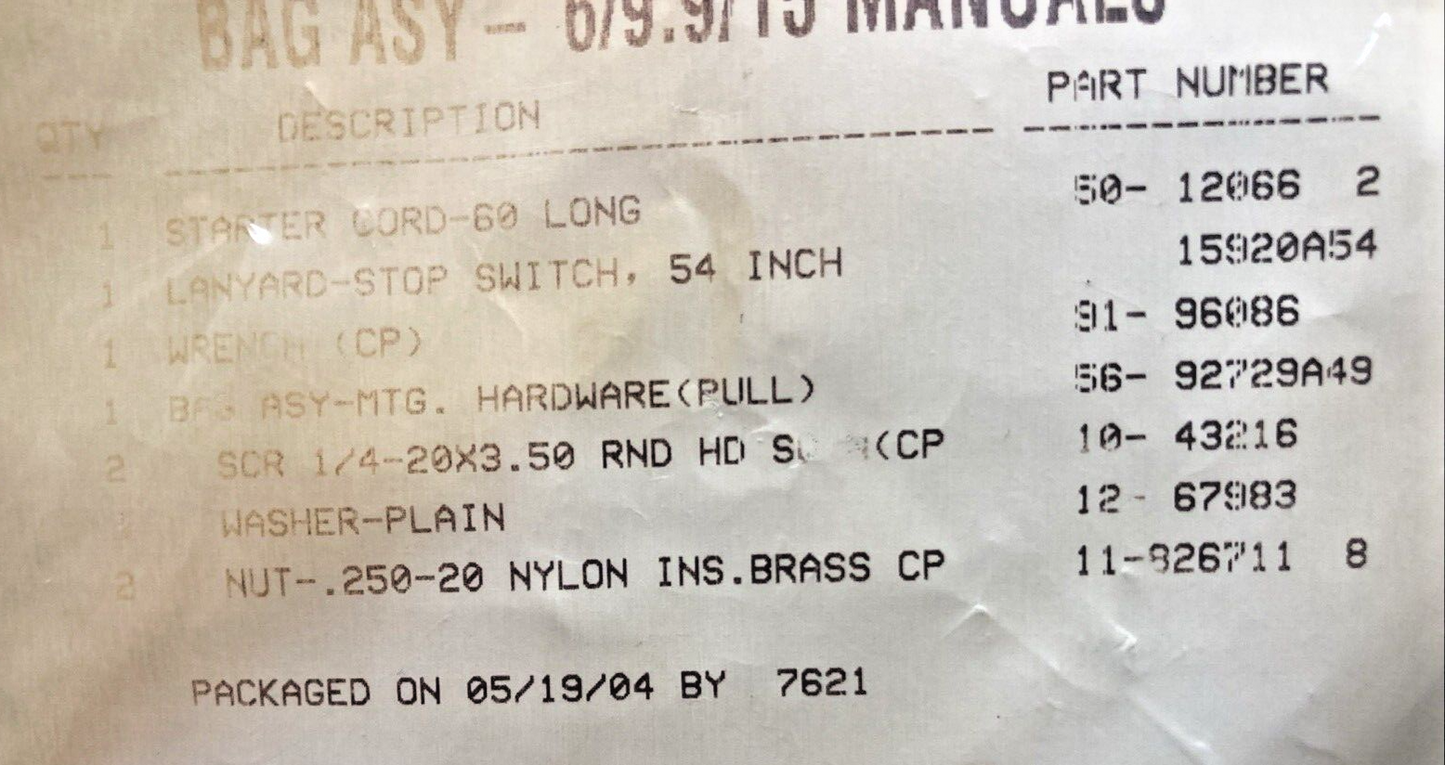 BAG ASY- 6/9.9/15 MANUALS
QTY DESCRIPTION PART NUMBER
1 STARTER CORD-60 LONG 50- 12066 2
1 LANYARD-STOP SWITCH, 54 INCH 15920A54
1 WRENCH (CP) 91- 96086
1 BAG ASY-MTG. HARDWARE(PULL) 56- 92729A49
2 SCR 1/4-20X3.50 RND HD (CP 10- 43216
WASHER-PLAIN 12- 67983
2 NUT-.250-20 NYLON INS.BRASS CP 11-826711 8
PACKAGED ON 05/19/04 BY 7621